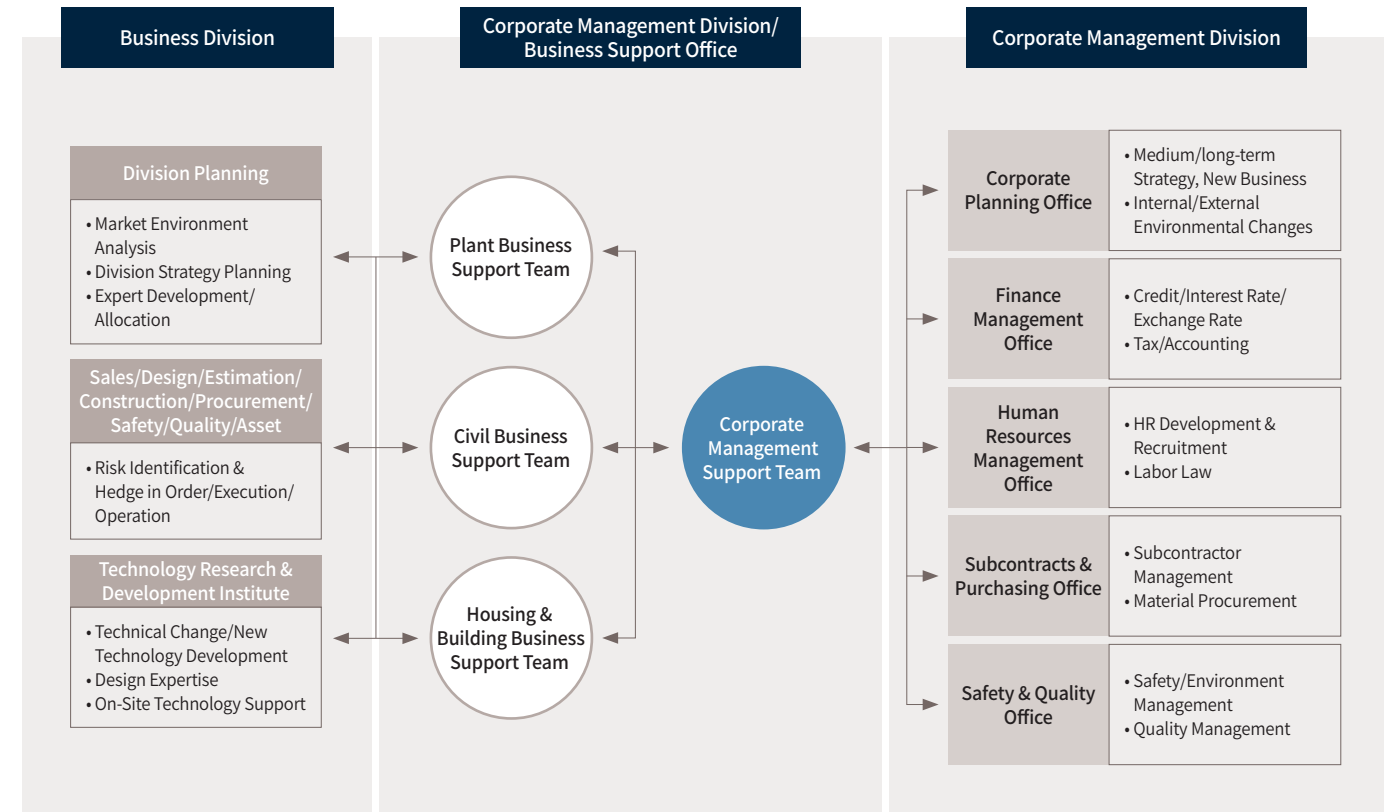 Business Division
Corporate Management Division/
Business Support Office
Corporate Management Division
Division Planning
• Market Environment
Analysis
• Division Strategy Planning
• Expert Development/
Allocation
Sales/Design/Estimation/
Construction/Procurement/
Safety/Quality/Asset
• Risk Identification &
Hedge in Order/Execution/
Operation
Technology Research &
Development Institute
• Technical Change/New
Technology Development
• Design Expertise
• On-Site Technology Support
Plant Business
Support Team
Civil Business
Support Team
Housing &
Building Business
Support Team
Corporate
Management
Support Team
Corporate
Planning Office
• Medium/long-term
Strategy, New Business
• Internal/External
Environmental Changes
Finance
Management
Office
• Credit/Interest Rate/
Exchange Rate
• Tax/Accounting
Human
Resources
Management
Office
• HR Development &
Recruitment
• Labor Law
Subcontracts &
Purchasing Office
• Subcontractor
Management
• Material Procurement
Safety & Quality
Office
• Safety/Environment
Management
• Quality Management